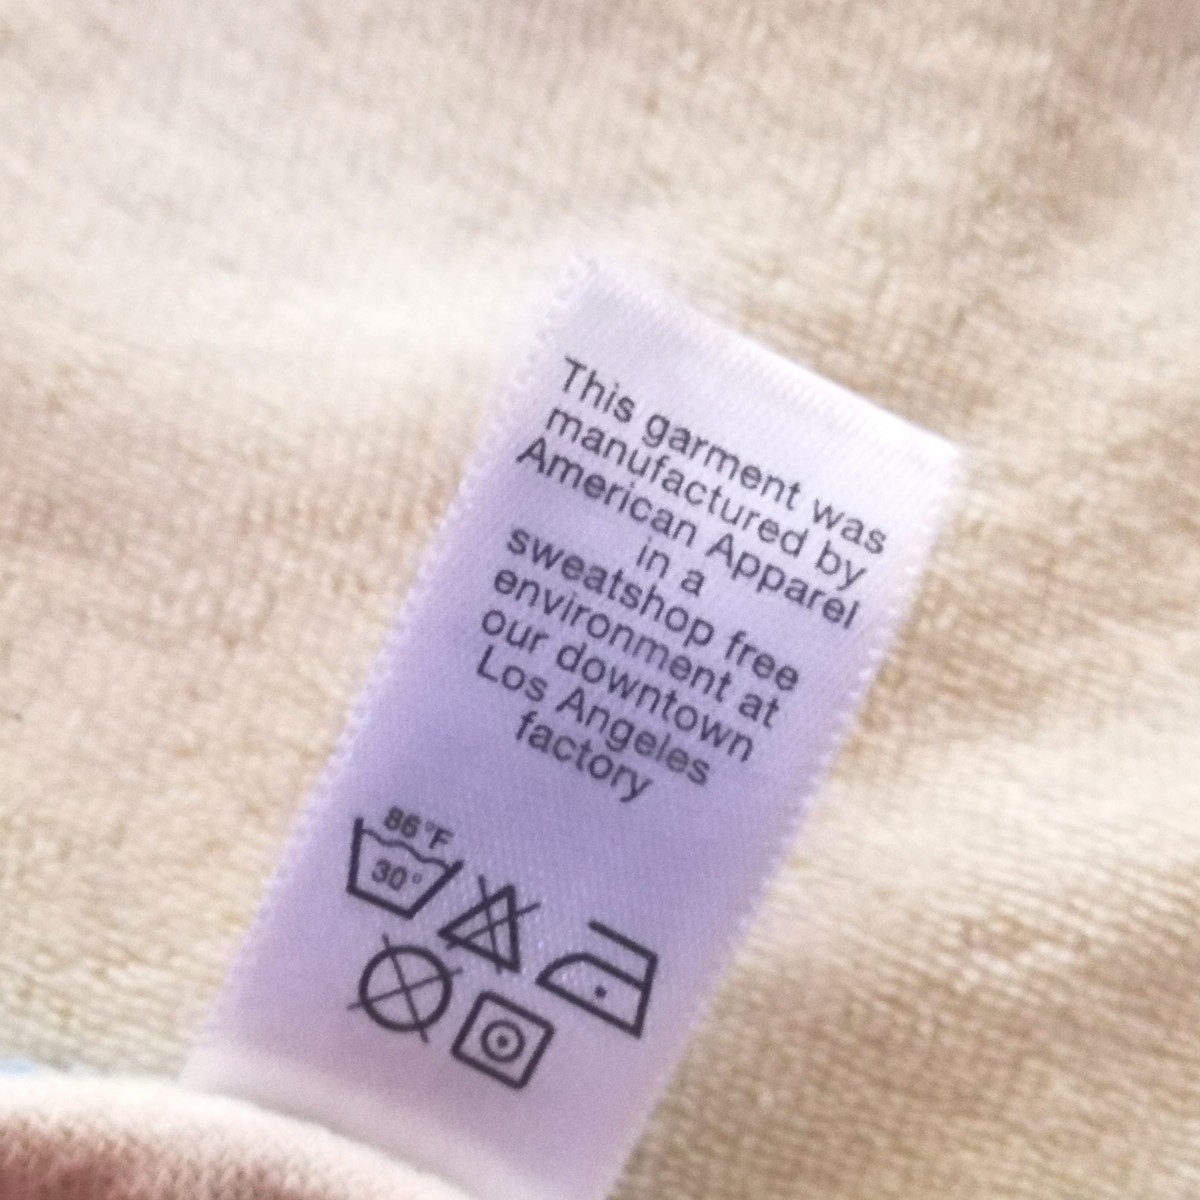 This garment was
manufactured by
American Apparel
in a
sweatshop free
environment at
our downtown
Los Angeles
factory
86°F
30°